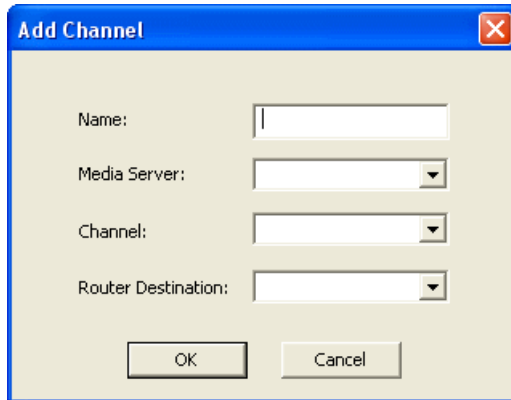 Add Channel
Name:
Media Server:
Channel:
Router Destination:
OK Cancel